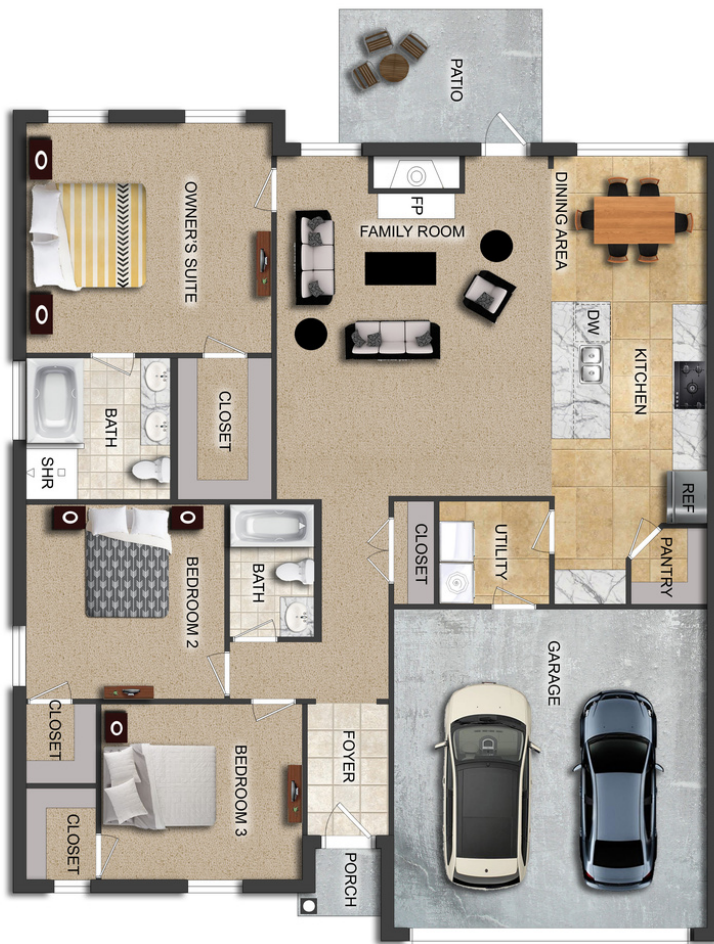 PATIO
OWNER'S SUITE
FP
FAMILY ROOM
DINING AREA
DW
KITCHEN
BATH
CLOSET
SHR
REF
CLOSET
UTILITY
PANTRY
BATH
BEDROOM 2
GARAGE
CLOSET
FOYER
BEDROOM 3
CLOSET
PORCH